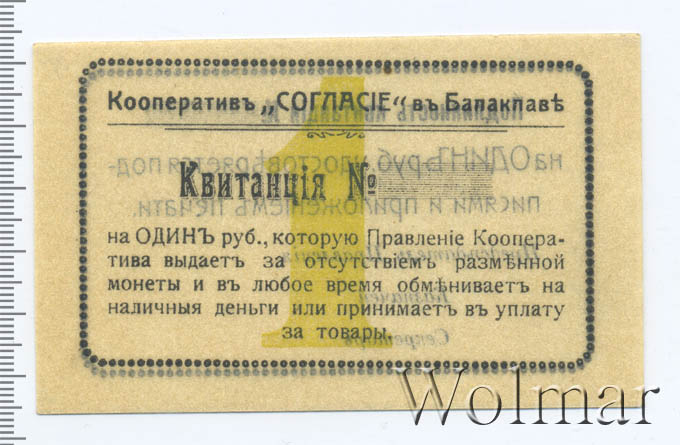 Кооперативъ „СОГЛАСІЕ“ въ Балаклавѣ
1
Квитанція №
на ОДИНЪ руб., которую Правленіе Коопера-
тива выдаетъ за отсутствіемъ размѣнной
монеты и въ любое время обмѣниваетъ на
наличныя деньги или принимаетъ въ уплату
за товары.
Wolmar